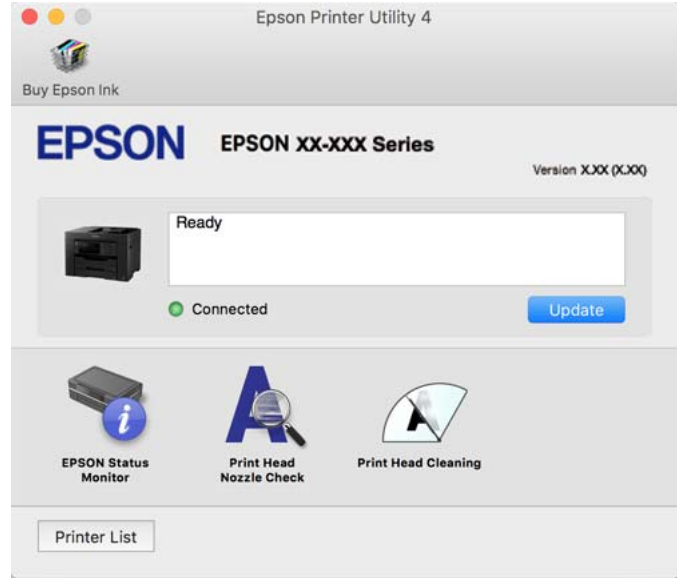 Epson Printer Utility 4
Buy Epson Ink
EPSON
EPSON XX-XXX Series
Version X.XX (X.XX)
Ready
Connected
Update
EPSON Status
Monitor
Print Head
Nozzle Check
Print Head Cleaning
Printer List